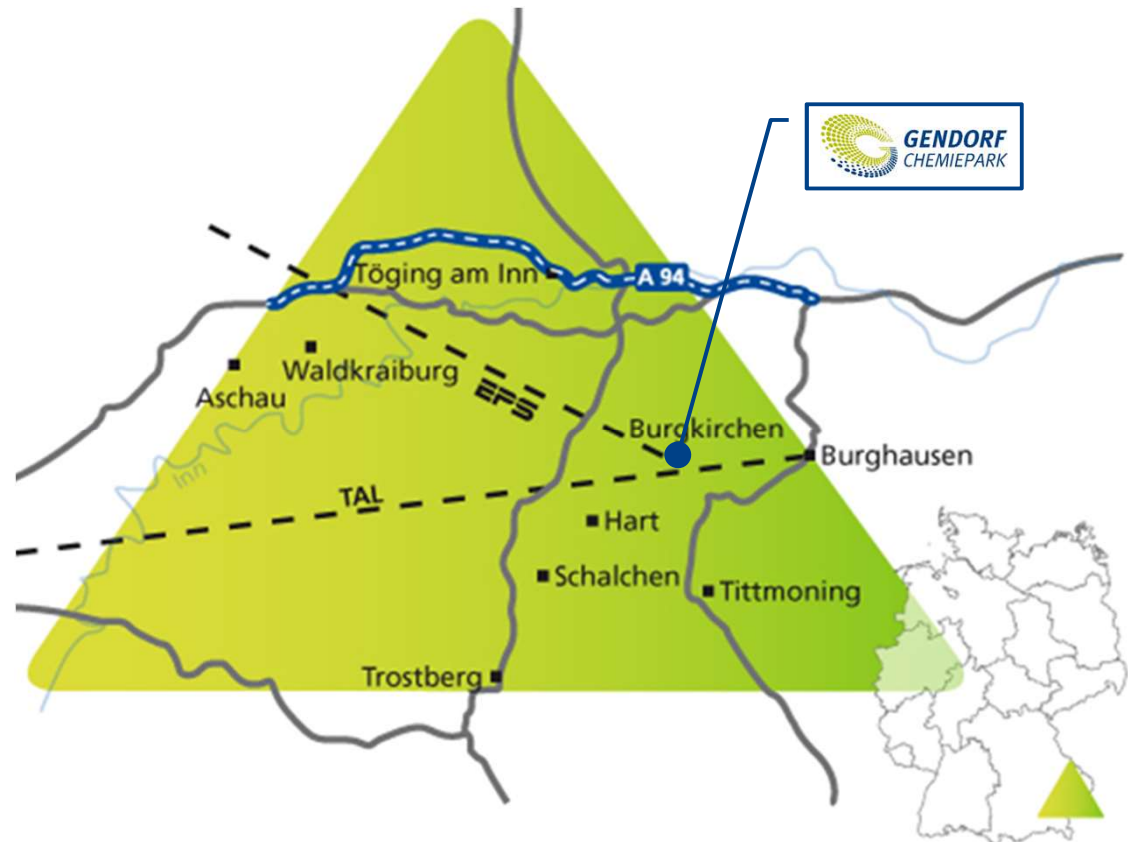 GENDORF
CHEMIEPARK
Töging am Inn
A 94
Waldkraiburg
Aschau
EPS
Burgkirchen
Burghausen
Inn
TAL
Hart
Schalchen
Tittmoning
Trostberg